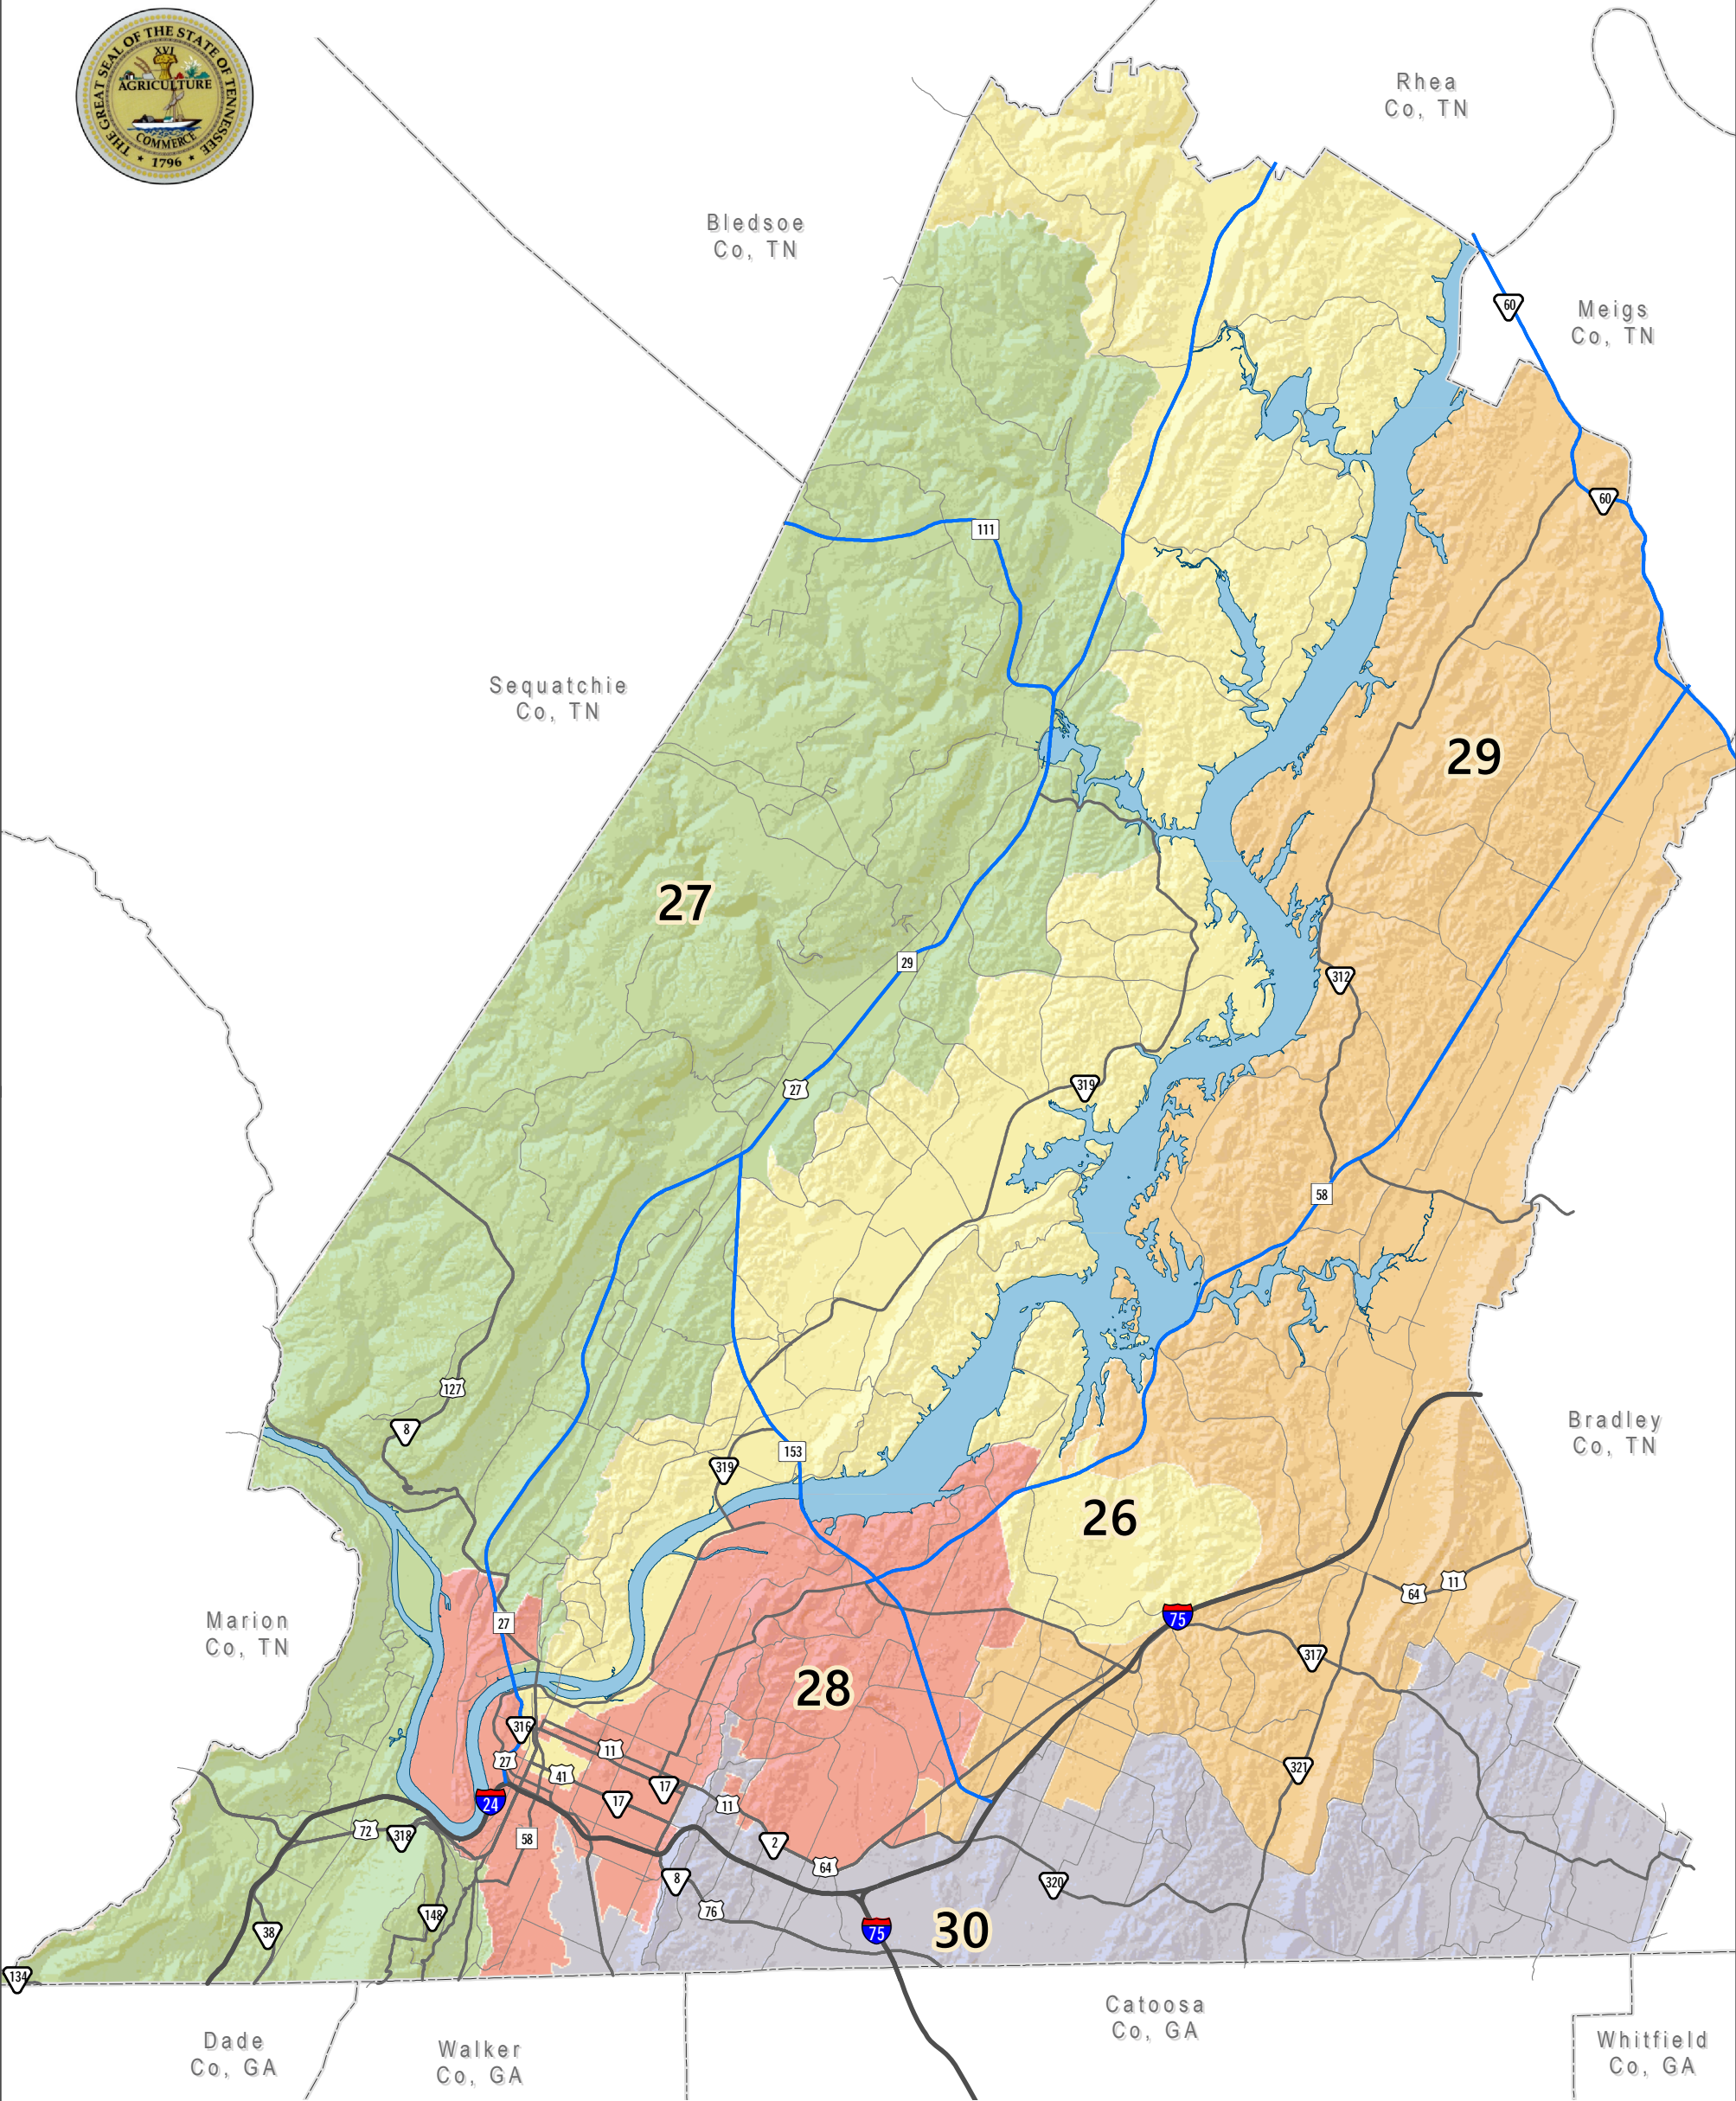 THE GREAT SEAL OF THE STATE OF TENNESSEE
XVI
AGRICULTURE
COMMERCE
1796
Rhea
Co, TN
Bledsoe
Co, TN
60
Meigs
Co, TN
60
111
Sequatchie
Co, TN
29
27
29
312
27
319
58
127
8
153
319
Bradley
Co, TN
26
11
64
75
Marion
Co, TN
27
317
28
316
11
27
41
321
17
17
24
11
72
318
58
2
64
8
320
76
148
38
75
30
134
Catoosa
Co, GA
Dade
Co, GA
Walker
Co, GA
Whitfield
Co, GA